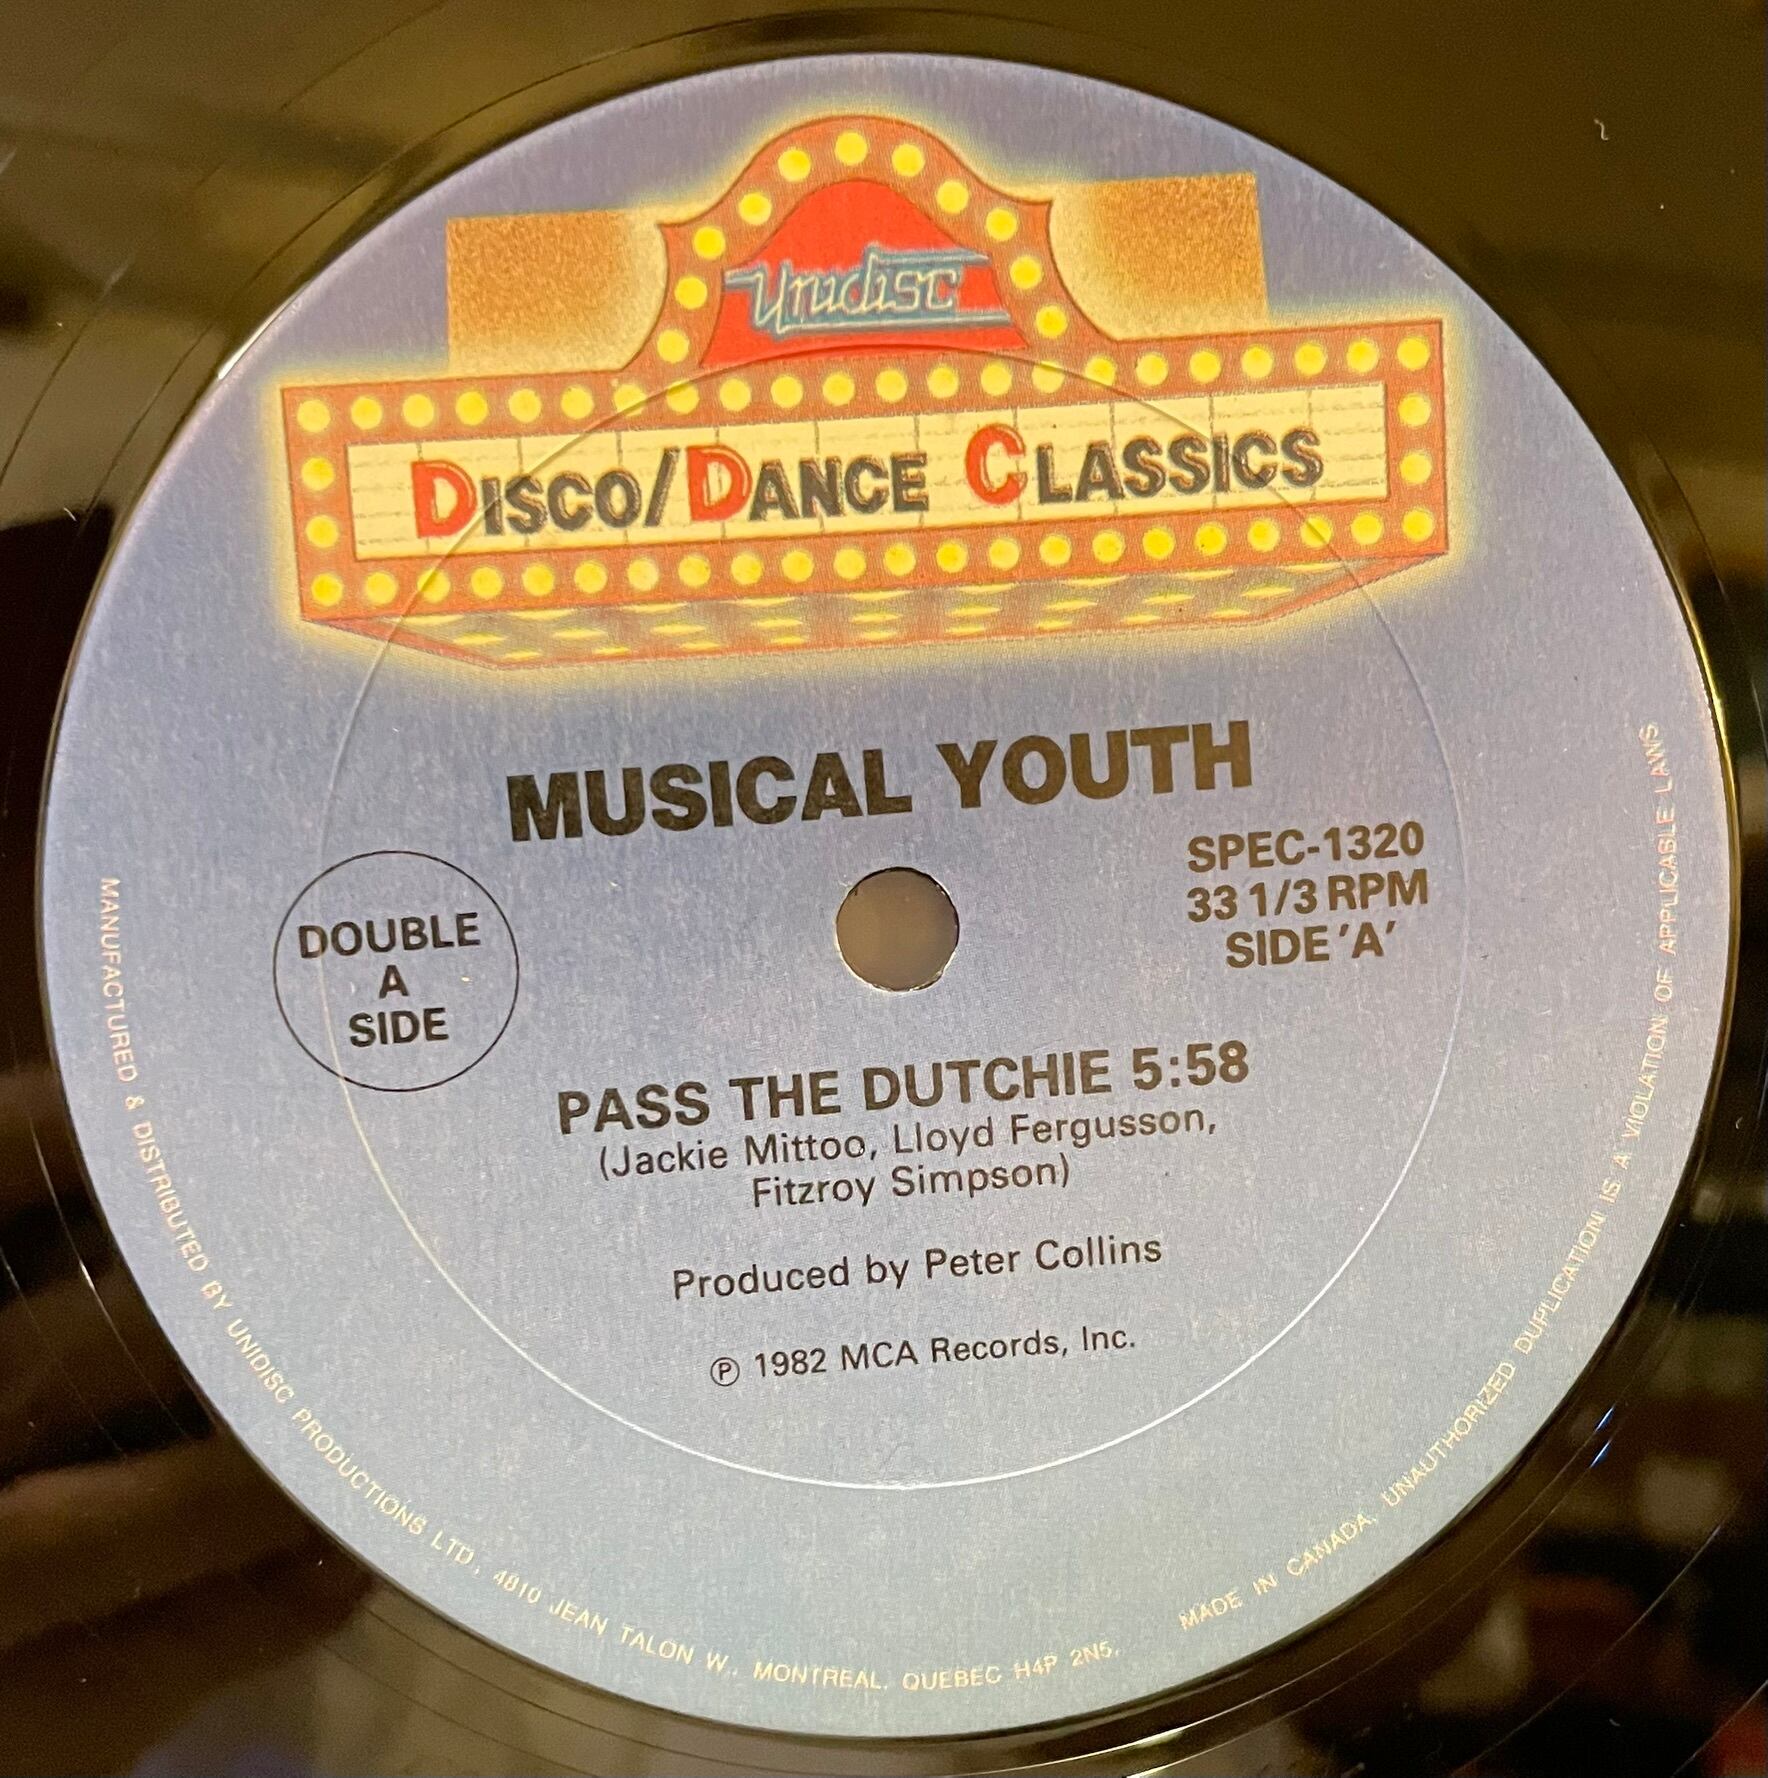 Unidisc
DISCO/DANCE CLASSICS
MUSICAL YOUTH
DOUBLE
A
SIDE
SPEC-1320
33 1/3 RPM
SIDE 'A'
PASS THE DUTCHIE 5:58
(Jackie Mittoo, Lloyd Fergusson,
Fitzroy Simpson)
Produced by Peter Collins
℗ 1982 MCA Records, Inc.
MANUFACTURED & DISTRIBUTED BY UNIDISC PRODUCTIONS LTD., 4810 JEAN TALON W., MONTREAL, QUEBEC H4P 2N5. MADE IN CANADA. UNAUTHORIZED DUPLICATION IS A VIOLATION OF APPLICABLE LAWS